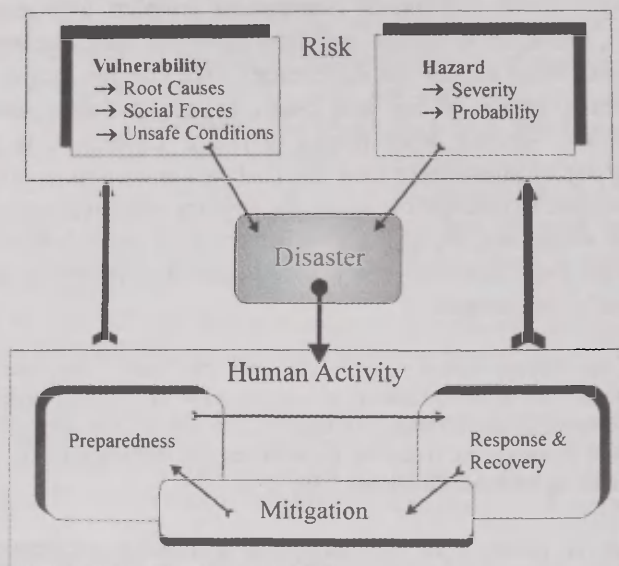 Risk
Vulnerability
→ Root Causes
→ Social Forces
→ Unsafe Conditions
Hazard
→ Severity
→ Probability
Disaster
Human Activity
Preparedness
Response &
Recovery
Mitigation